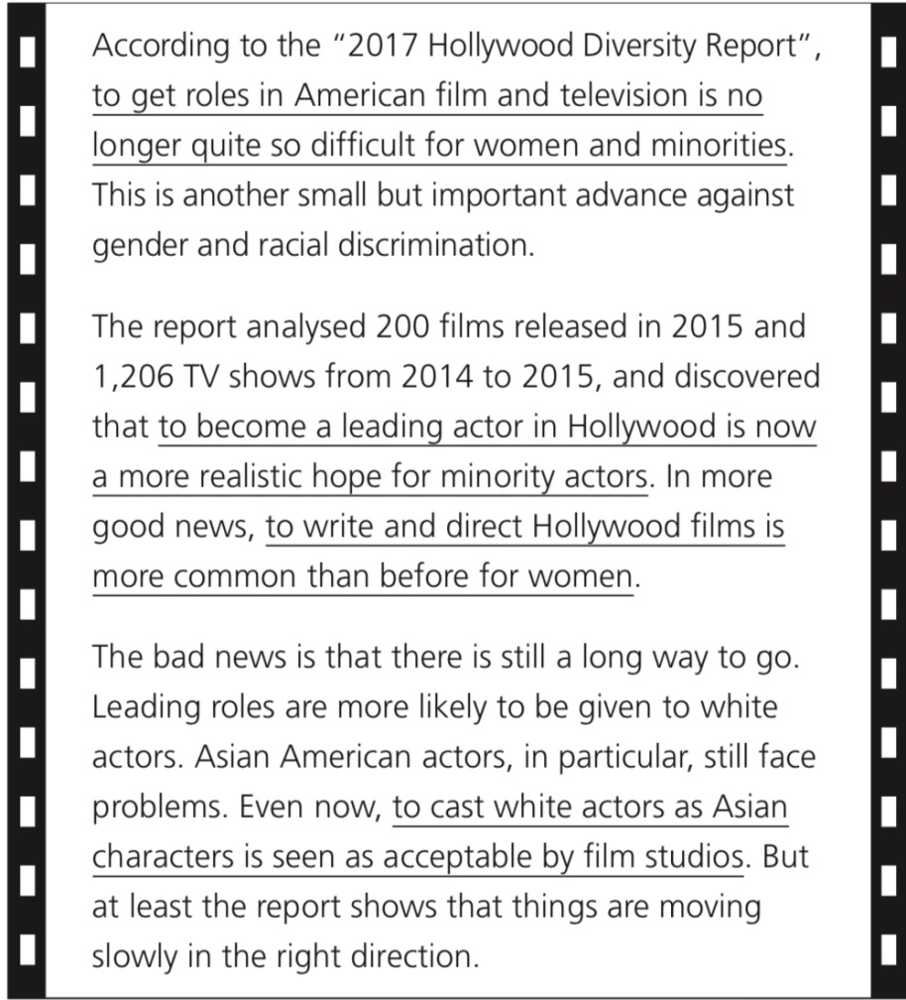 According to the “2017 Hollywood Diversity Report”,
to get roles in American film and television is no
longer quite so difficult for women and minorities.
This is another small but important advance against
gender and racial discrimination.
The report analysed 200 films released in 2015 and
1,206 TV shows from 2014 to 2015, and discovered
that to become a leading actor in Hollywood is now
a more realistic hope for minority actors. In more
good news, to write and direct Hollywood films is
more common than before for women.
The bad news is that there is still a long way to go.
Leading roles are more likely to be given to white
actors. Asian American actors, in particular, still face
problems. Even now, to cast white actors as Asian
characters is seen as acceptable by film studios. But
at least the report shows that things are moving
slowly in the right direction.